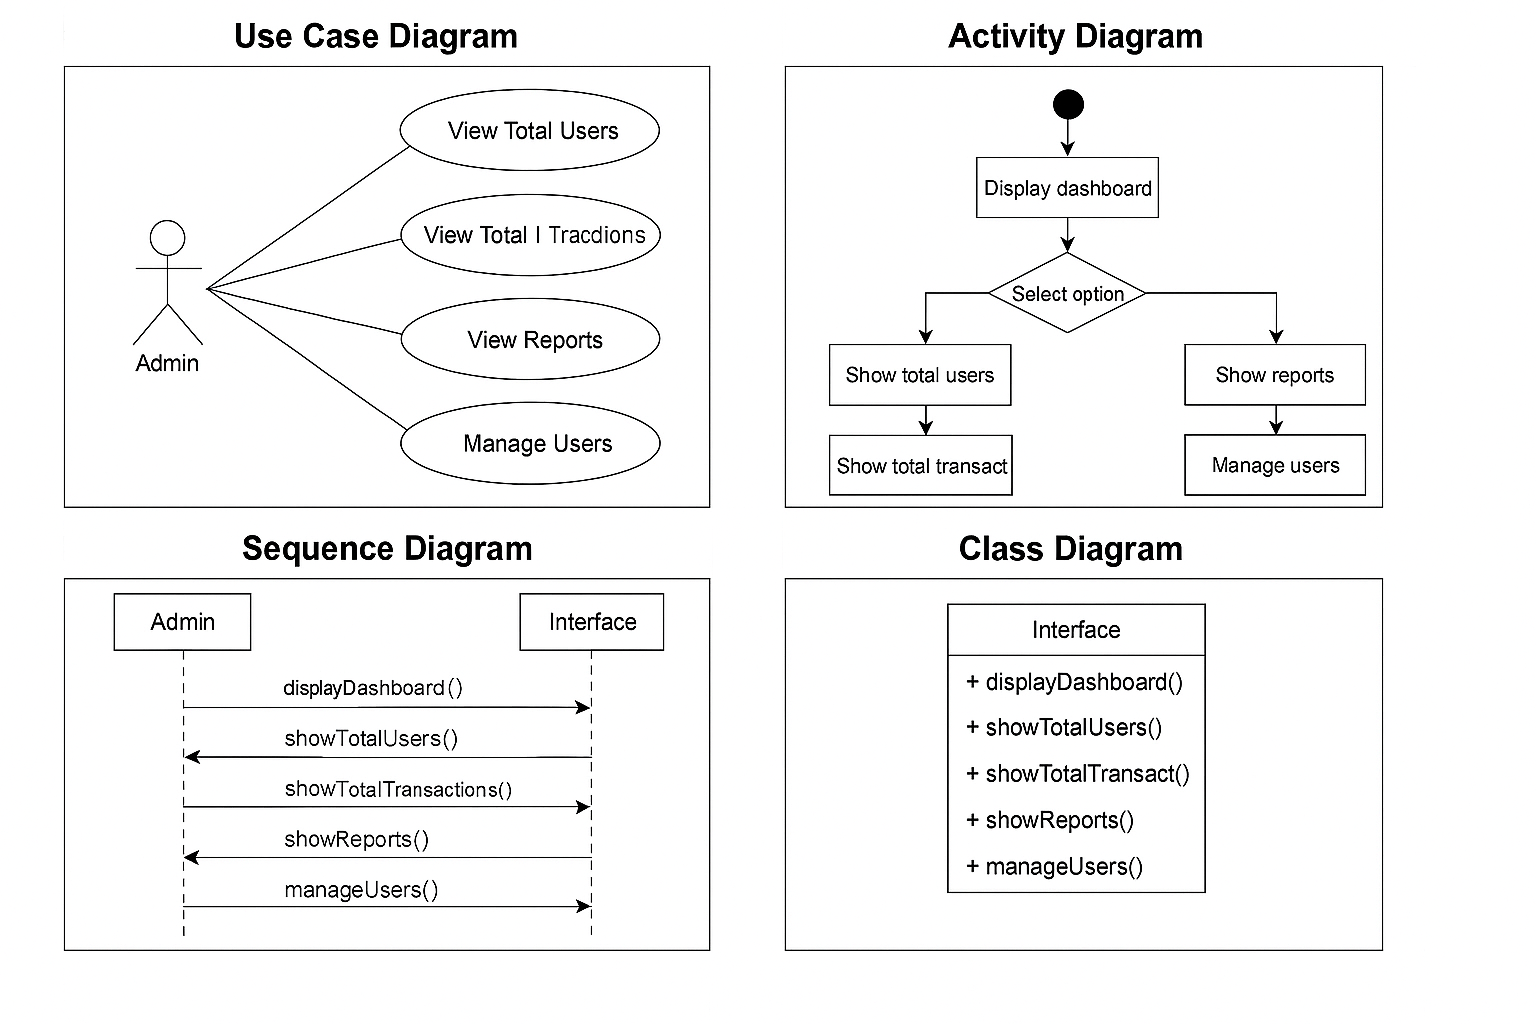 Use Case Diagram
View Total Users
View Total I Tracdions
View Reports
Manage Users
Admin
Activity Diagram
Display dashboard
Select option
Show total users
Show reports
Show total transact
Manage users
Sequence Diagram
Admin
Interface
displayDashboard()
showTotalUsers()
showTotalTransactions()
showReports()
manageUsers()
Class Diagram
Interface
+ displayDashboard()
+ showTotalUsers()
+ showTotalTransact()
+ showReports()
+ manageUsers()